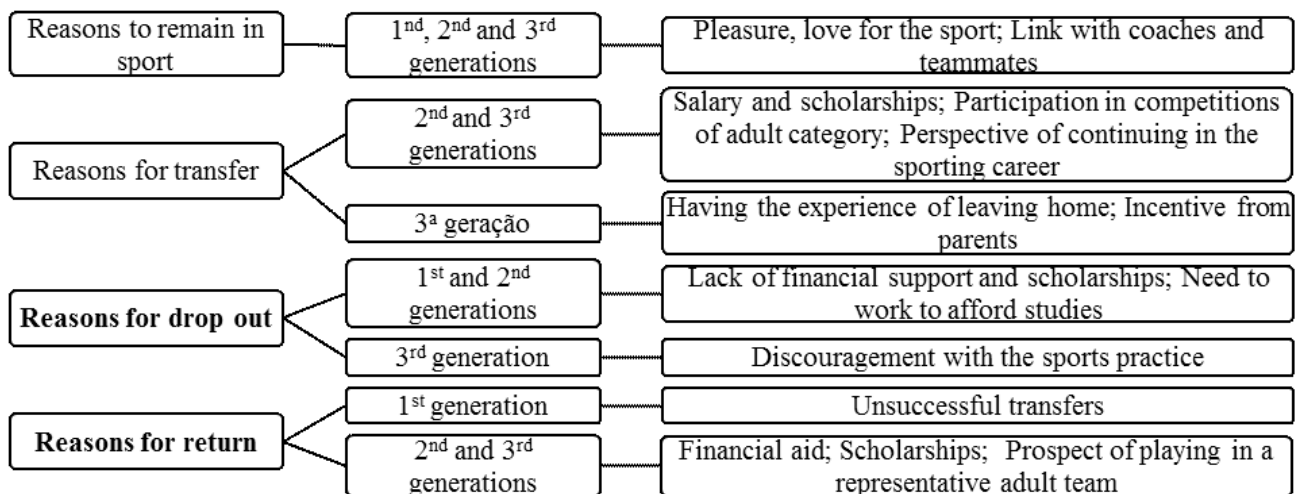 Reasons to remain in
sport
1nd, 2nd and 3rd
generations
Pleasure, love for the sport; Link with coaches and
teammates
Reasons for transfer
2nd and 3rd
generations
Salary and scholarships; Participation in competitions
of adult category; Perspective of continuing in the
sporting career
3ª geração
Having the experience of leaving home; Incentive from
parents
Reasons for drop out
1st and 2nd
generations
Lack of financial support and scholarships; Need to
work to afford studies
3rd generation
Discouragement with the sports practice
Reasons for return
1st generation
Unsuccessful transfers
2nd and 3rd
generations
Financial aid; Scholarships; Prospect of playing in a
representative adult team